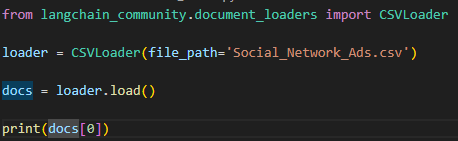 from langchain_community.document_loaders import CSVLoader
loader = CSVLoader(file_path='Social_Network_Ads.csv')
docs = loader.load()
print(docs[0])